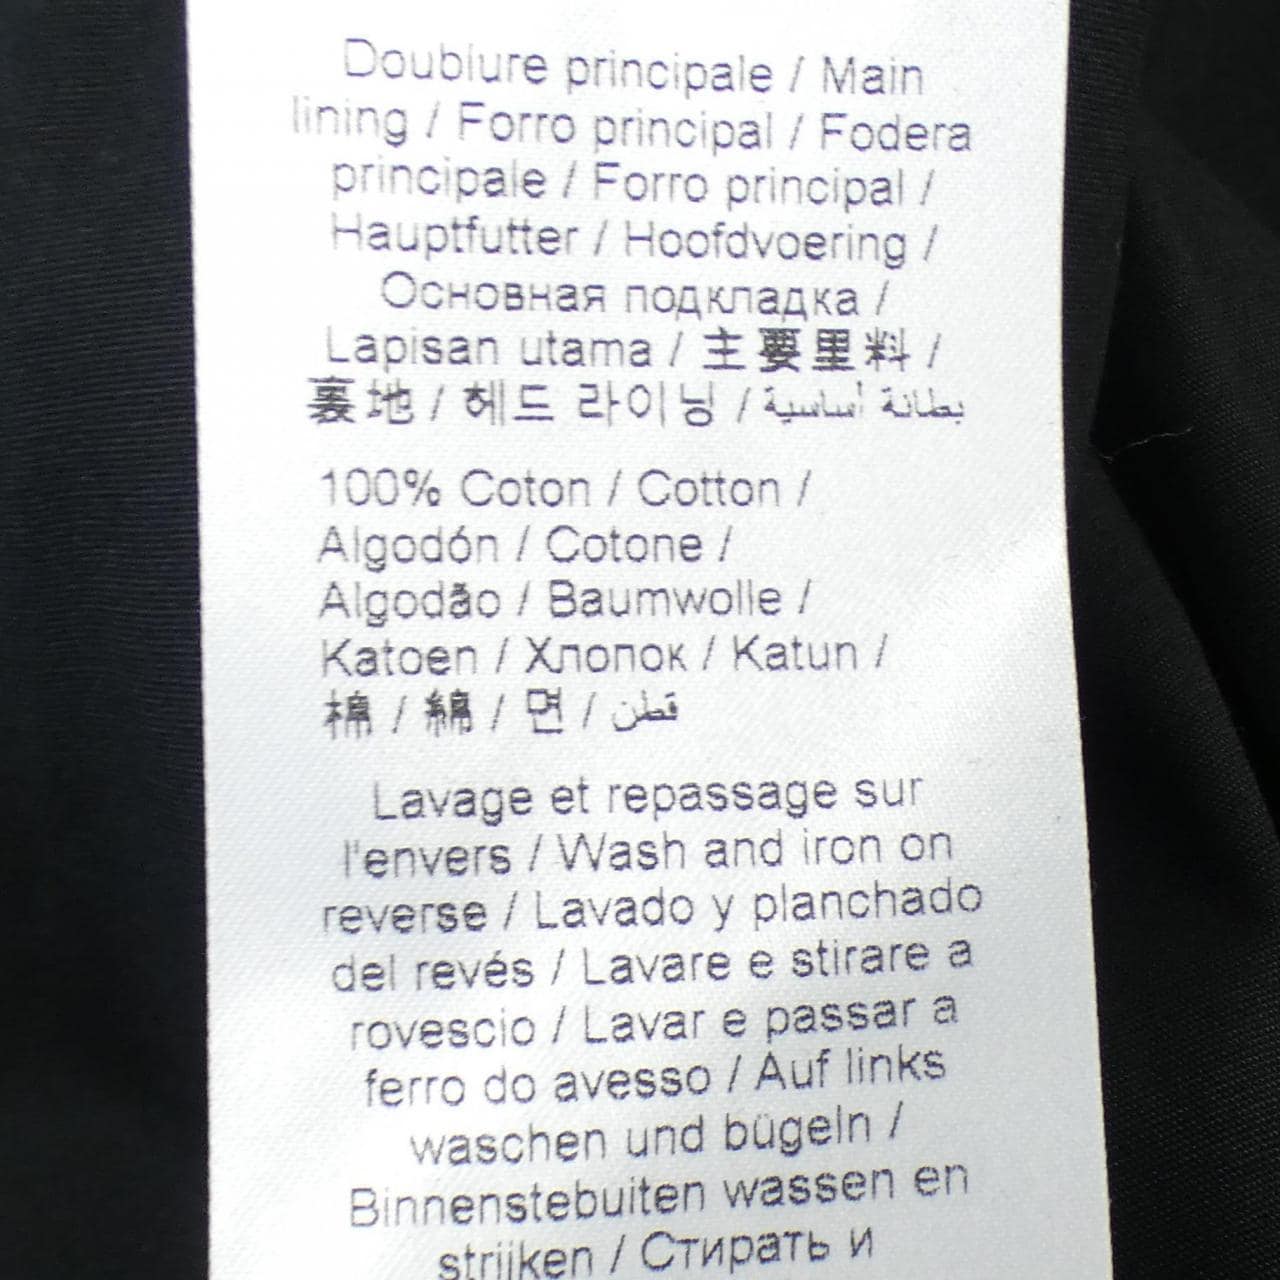 Doublure principale / Main
lining / Forro principal / Fodera
principale / Forro principal /
Hauptfutter / Hoofdvoering /
Основная подкладка /
Lapisan utama / 主要里料 /
裏地 / 헤드 라이닝 / بطانة أساسية
100% Coton / Cotton /
Algodón / Cotone /
Algodão / Baumwolle /
Katoen / Хлопок / Katun /
棉 / 綿 / 면 / قطن
Lavage et repassage sur
l'envers / Wash and iron on
reverse / Lavado y planchado
del revés / Lavare e stirare a
rovescio / Lavar e passar a
ferro do avesso / Auf links
waschen und bügeln /
Binnenstebuiten wassen en
strijken / Стирать и